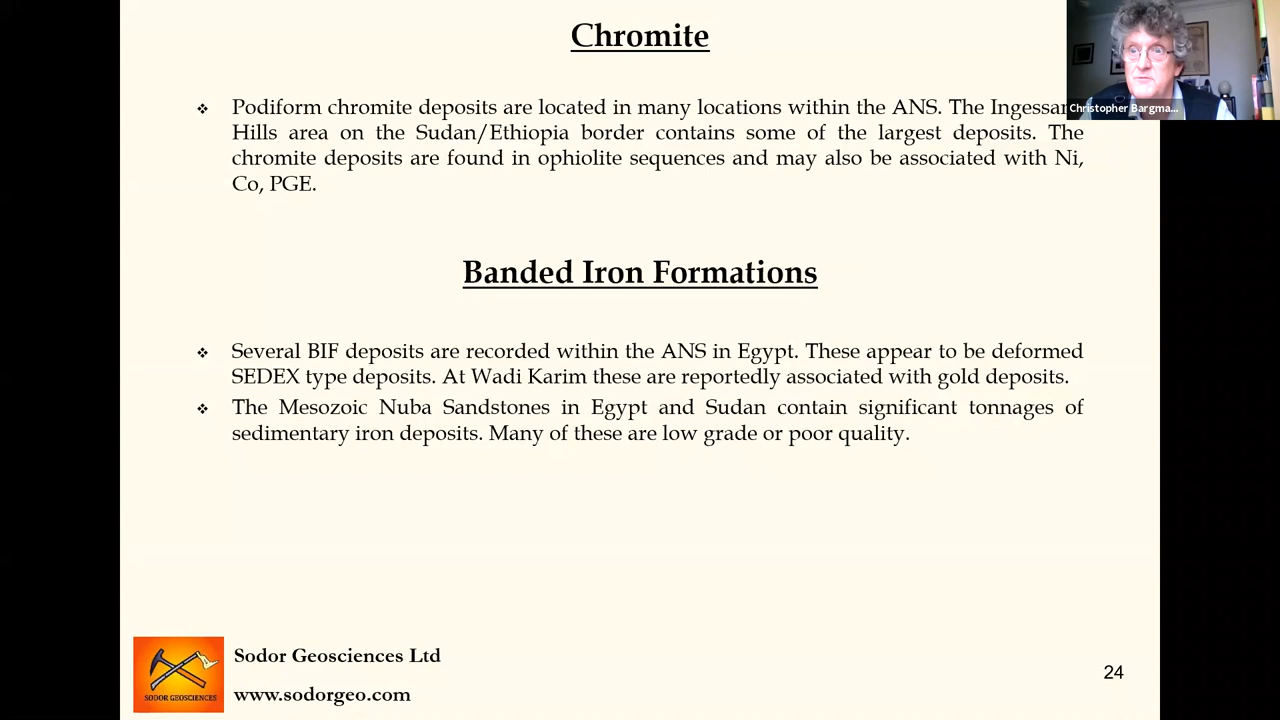 Chromite
Christopher Bargma...
❖ Podiform chromite deposits are located in many locations within the ANS. The
Hills area on the Sudan/Ethiopia border contains some of the largest deposits. The
chromite deposits are found in ophiolite sequences and may also be associated with Ni,
Co, PGE.
Banded Iron Formations
❖ Several BIF deposits are recorded within the ANS in Egypt. These appear to be deformed
SEDEX type deposits. At Wadi Karim these are reportedly associated with gold deposits.
❖ The Mesozoic Nuba Sandstones in Egypt and Sudan contain significant tonnages of
sedimentary iron deposits. Many of these are low grade or poor quality.
SODOR GEOSCIENCES
Sodor Geosciences Ltd
www.sodorgeo.com
24